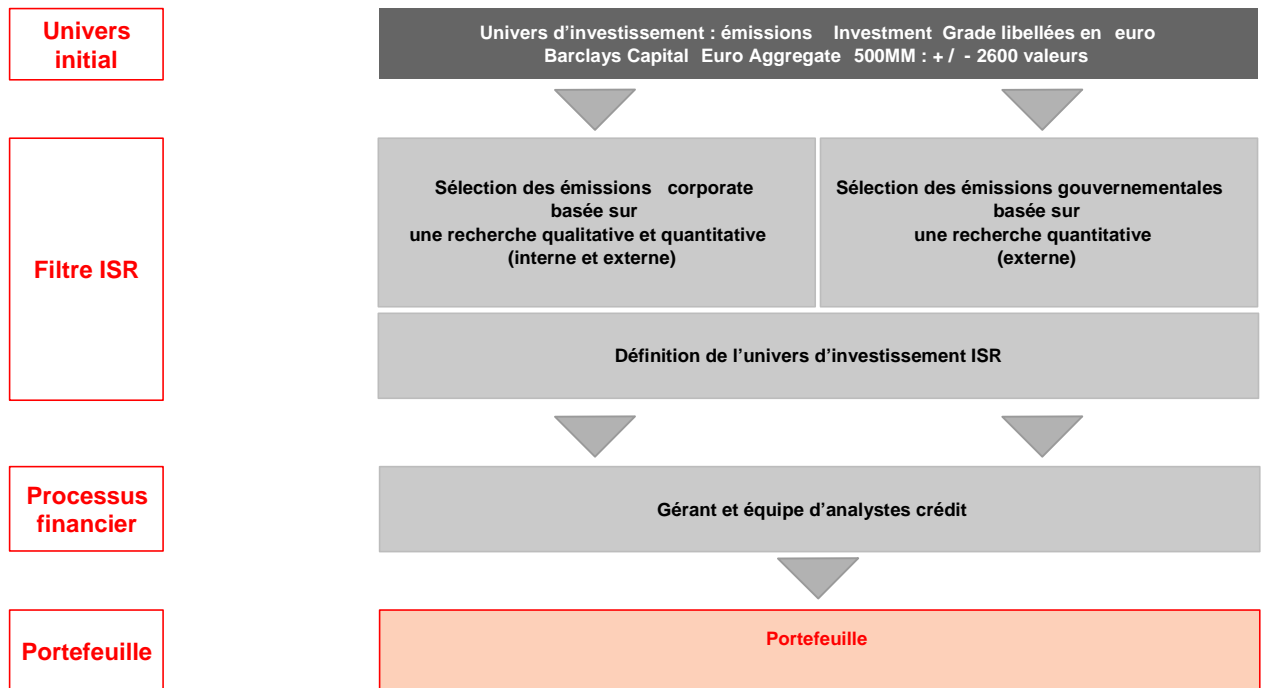 Univers
initial
Univers d'investissement : émissions Investment Grade libellées en euro
Barclays Capital Euro Aggregate 500MM : + / - 2600 valeurs
Filtre ISR
Sélection des émissions corporate
basée sur
une recherche qualitative et quantitative
(interne et externe)
Sélection des émissions gouvernementales
basée sur
une recherche quantitative
(externe)
Définition de l'univers d'investissement ISR
Processus
financier
Gérant et équipe d'analystes crédit
Portefeuille
Portefeuille